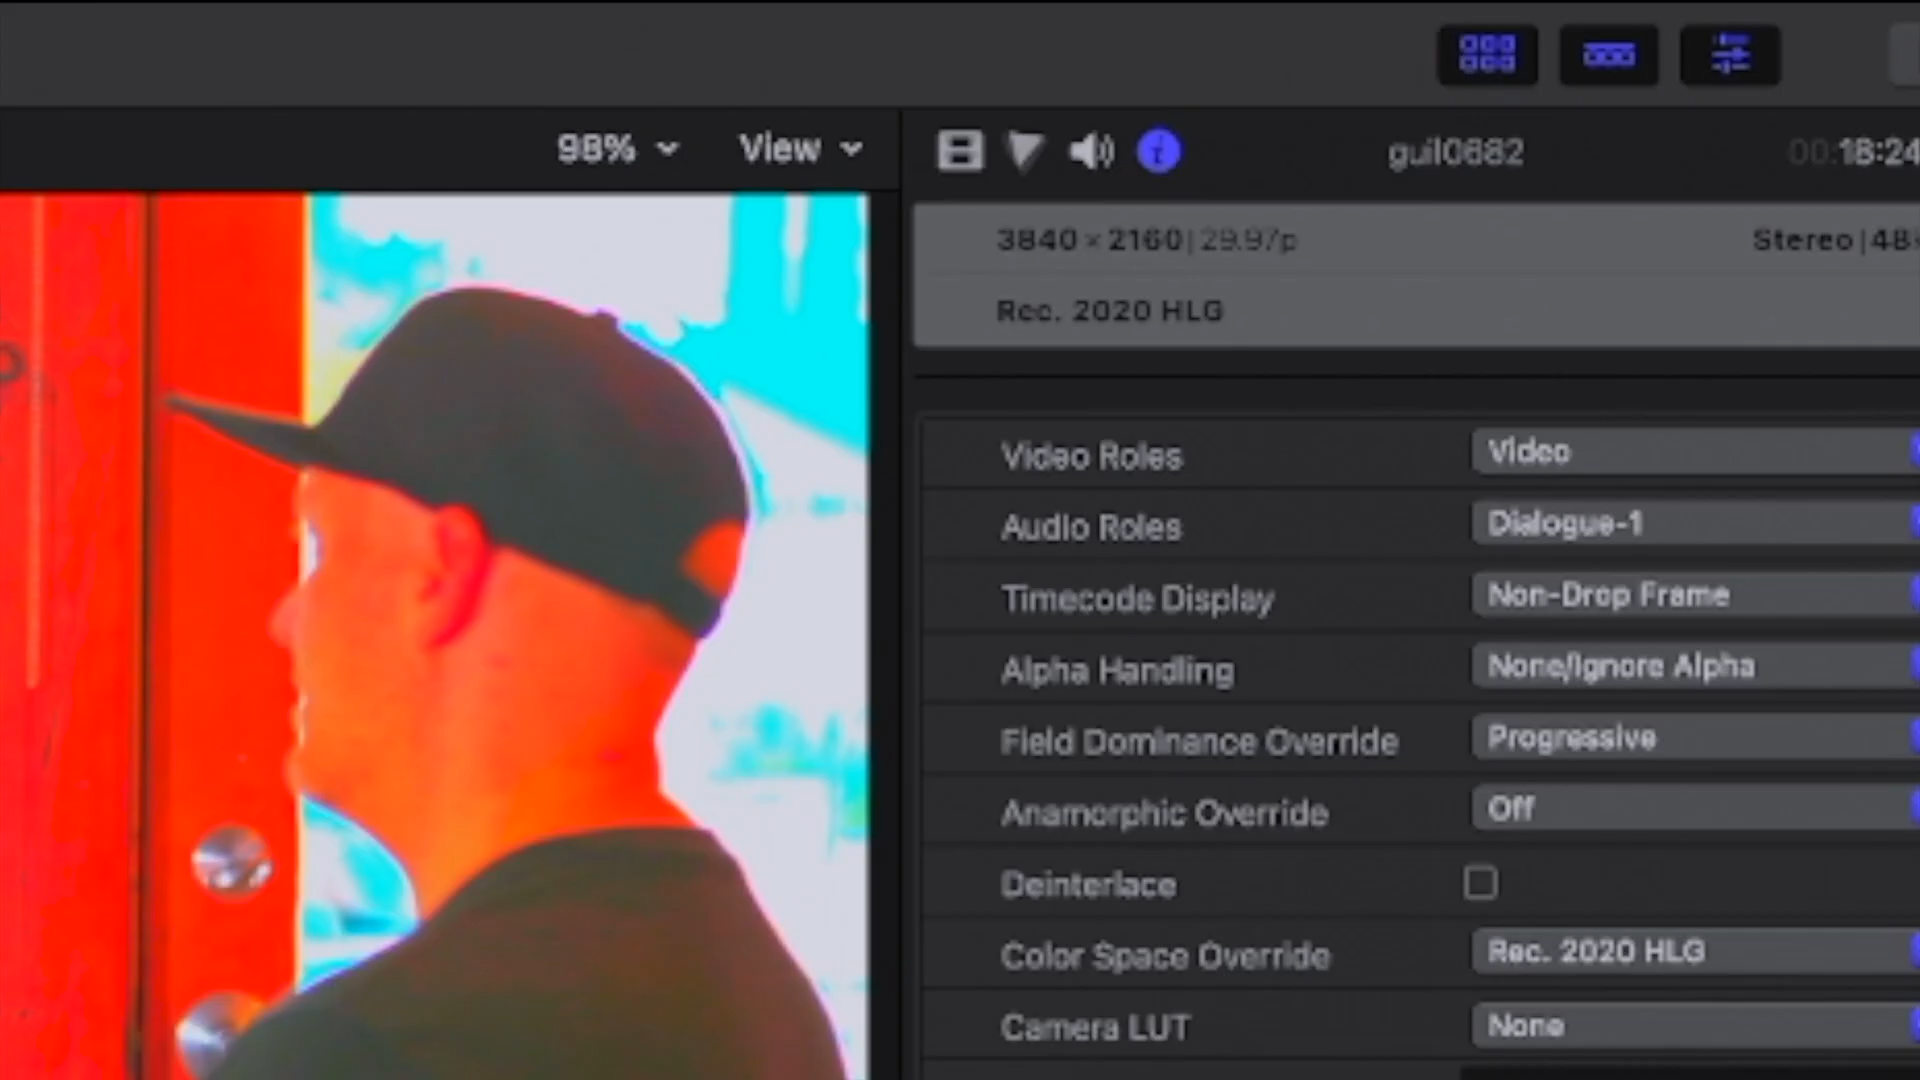 98% View
guil0682 00:18:24
3840 × 2160 | 29.97p Stereo | 48
Rec. 2020 HLG
Video Roles Video
Audio Roles Dialogue-1
Timecode Display Non-Drop Frame
Alpha Handling None/Ignore Alpha
Field Dominance Override Progressive
Anamorphic Override Off
Deinterlace
Color Space Override Rec. 2020 HLG
Camera LUT None